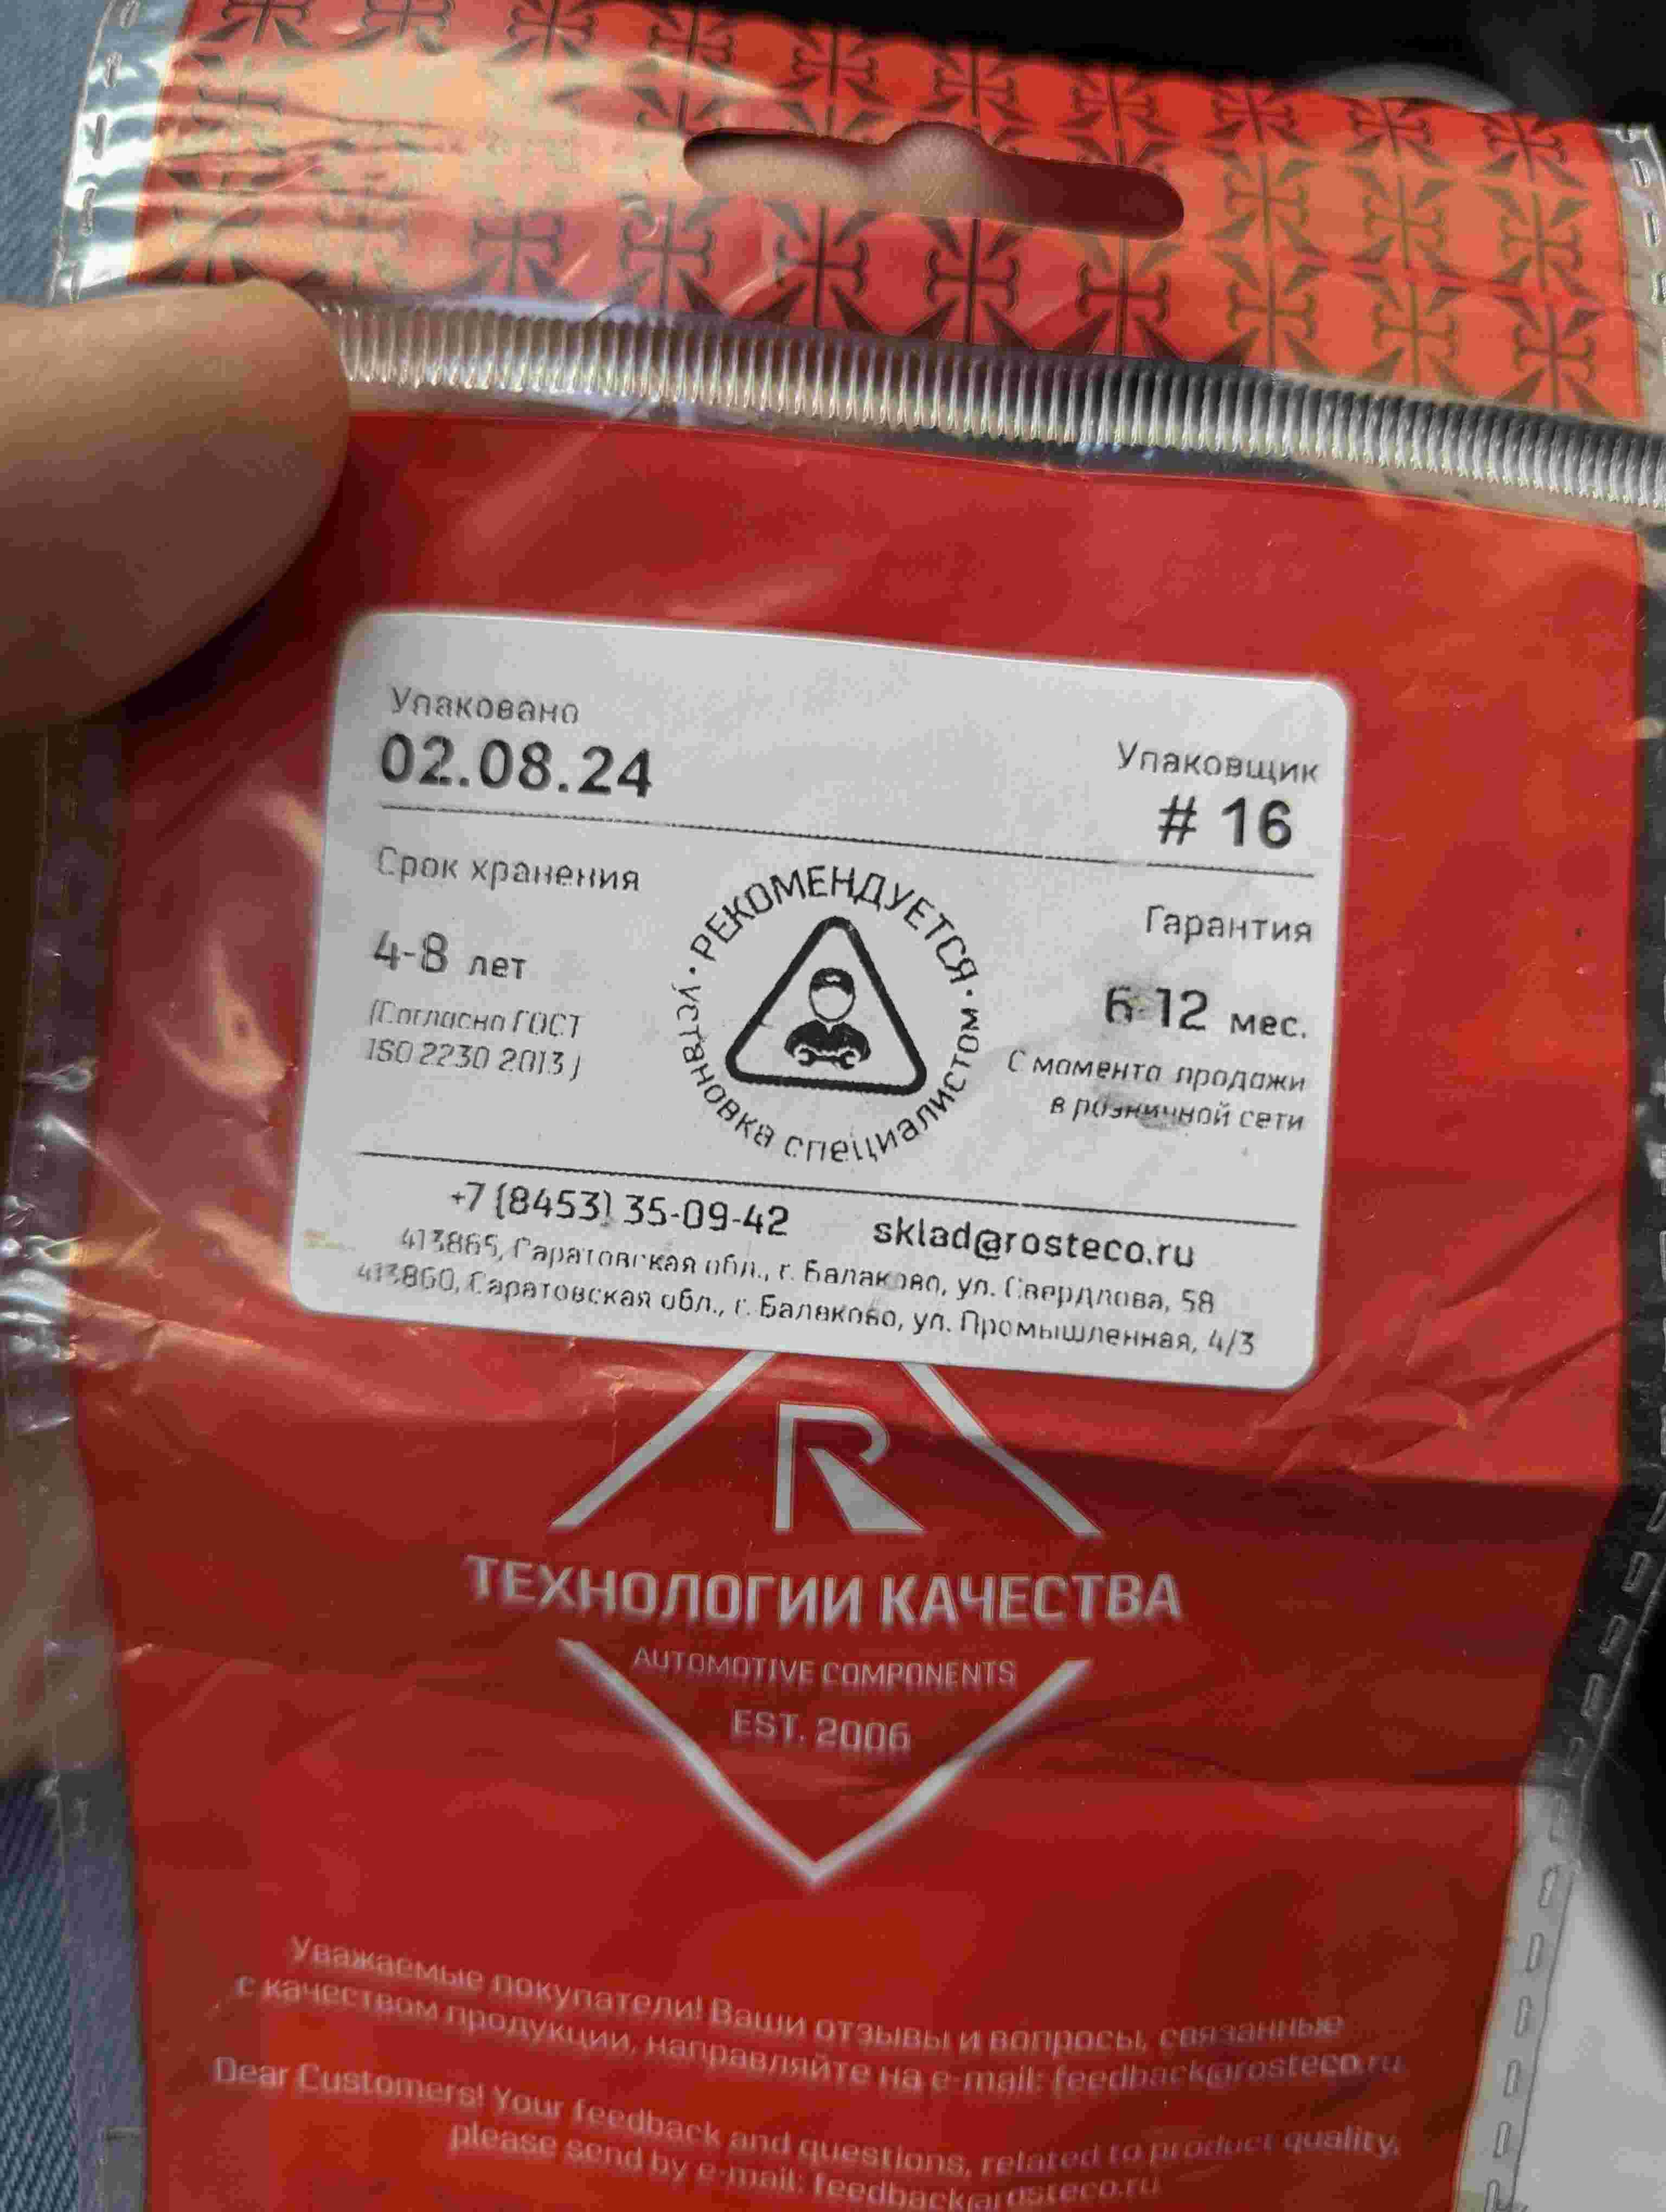 Упаковано
02.08.24
Упаковщик
# 16
Срок хранения
4-8 лет
(Согласно ГОСТ
ISO 2230 2013)
• РЕКОМЕНДУЕТСЯ • УСТАНОВКА СПЕЦИАЛИСТОМ
Гарантия
6-12 мес.
С момента продажи
в розничной сети
+7 (8453) 35-09-42 sklad@rosteco.ru
413865, Саратовская обл., г. Балаково, ул. Свердлова, 58
413860, Саратовская обл., г. Балаково, ул. Промышленная, 4/3
R
ТЕХНОЛОГИИ КАЧЕСТВА
AUTOMOTIVE COMPONENTS
EST. 2006
Уважаемые покупатели! Ваши отзывы и вопросы, связанные
с качеством продукции, направляйте на e-mail: feedback@rosteco.ru
Dear Customers! Your feedback and questions, related to product quality,
please send by e-mail: feedback@rosteco.ru